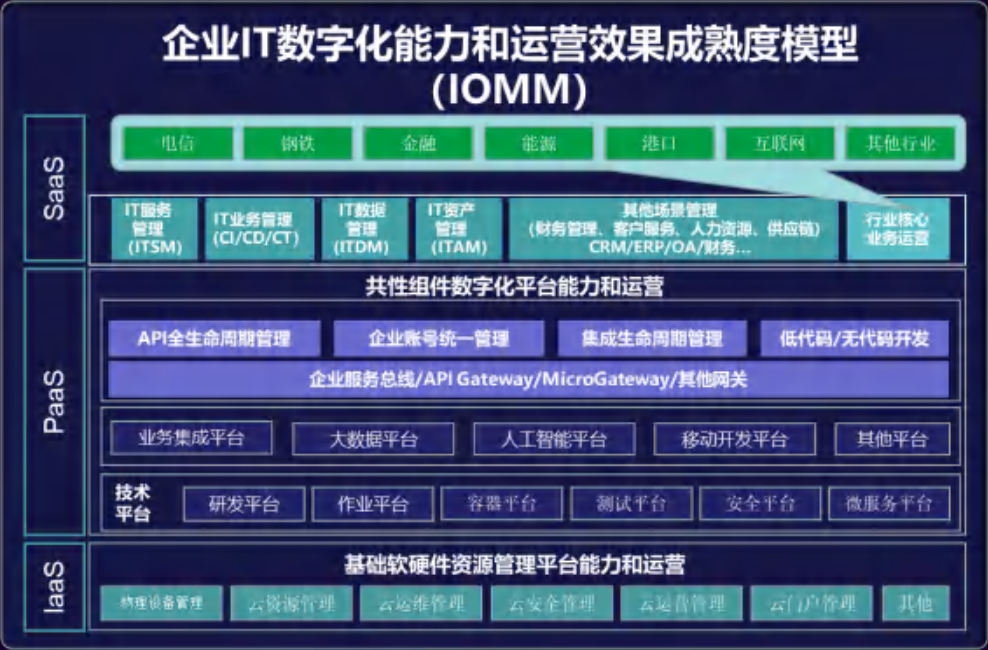 企业IT数字化能力和运营效果成熟度模型
(IOMM)
SaaS
电信
钢铁
金融
能源
港口
互联网
其他行业
IT服务
管理
(ITSM)
IT业务管理
(CI/CD/CT)
IT数据
管理
(ITDM)
IT资产
管理
(ITAM)
其他场景管理
(财务管理、客户服务、人力资源、供应链)
CRM/ERP/OA/财务...
行业核心
业务运营
PaaS
共性组件数字化平台能力和运营
API全生命周期管理
企业账号统一管理
集成生命周期管理
低代码/无代码开发
企业服务总线/API Gateway/MicroGateway/其他网关
业务集成平台
大数据平台
人工智能平台
移动开发平台
其他平台
技术
平台
研发平台
作业平台
容器平台
测试平台
安全平台
微服务平台
IaaS
基础软硬件资源管理平台能力和运营
物理设备管理
云资源管理
云运维管理
云安全管理
云运营管理
云门户管理
其他